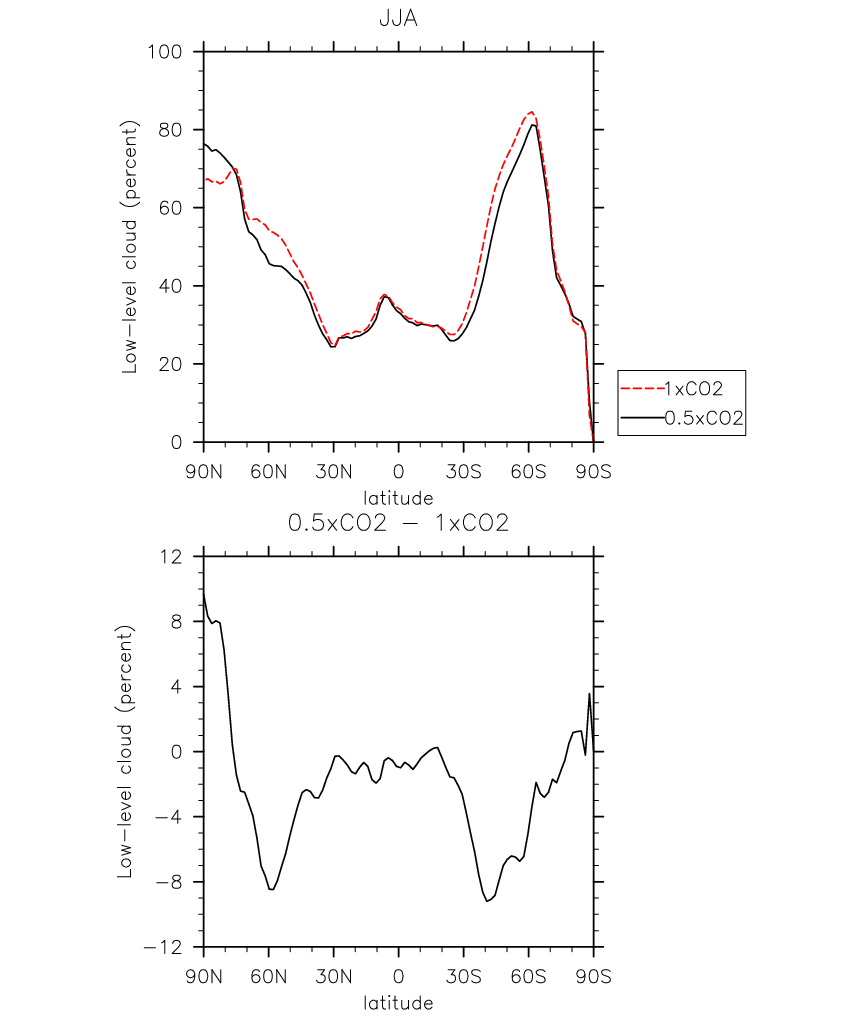 JJA
100
80
60
40
20
0
Low-level cloud (percent)
90N 60N 30N 0 30S 60S 90S
latitude
1xCO2
0.5xCO2
0.5xCO2 - 1xCO2
12
8
4
0
-4
-8
-12
Low-level cloud (percent)
90N 60N 30N 0 30S 60S 90S
latitude